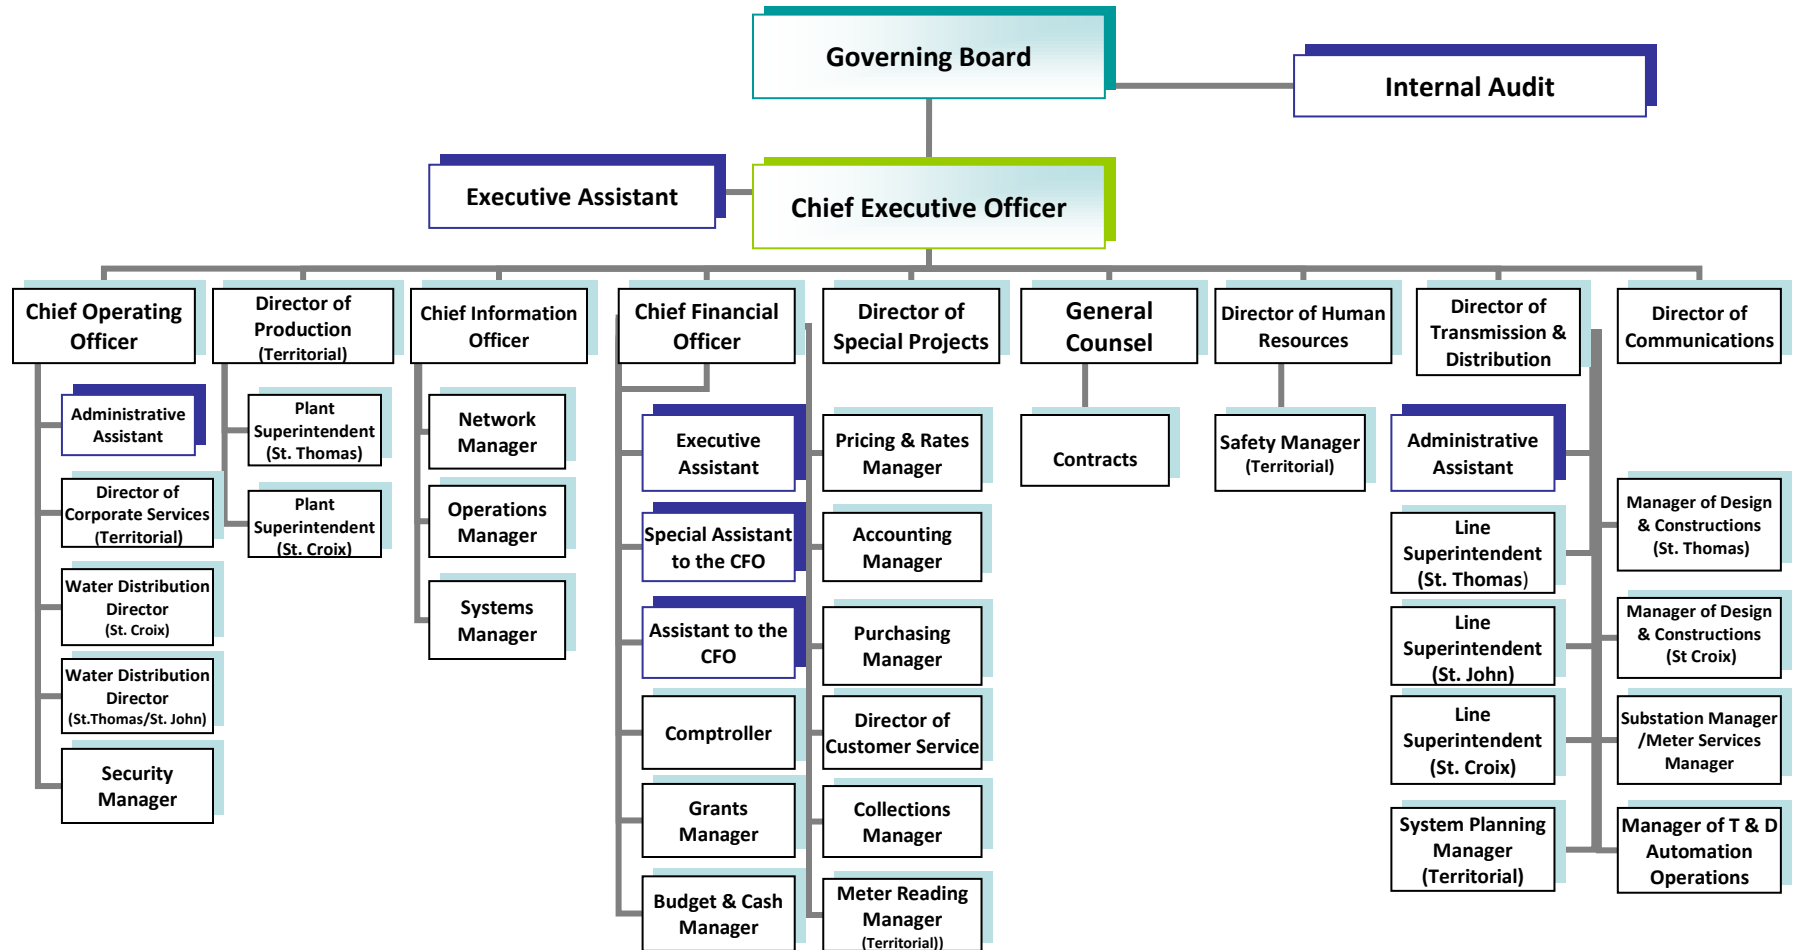 Governing Board
Internal Audit
Executive Assistant
Chief Executive Officer
Chief Operating
Officer
Director of
Production
(Territorial)
Chief Information
Officer
Chief Financial
Officer
Director of
Special Projects
General
Counsel
Director of Human
Resources
Director of
Transmission &
Distribution
Director of
Communications
Administrative
Assistant
Director of
Corporate Services
(Territorial)
Water Distribution
Director
(St. Croix)
Water Distribution
Director
(St.Thomas/St. John)
Security
Manager
Plant
Superintendent
(St. Thomas)
Plant
Superintendent
(St. Croix)
Network
Manager
Operations
Manager
Systems
Manager
Executive
Assistant
Special Assistant
to the CFO
Assistant to the
CFO
Comptroller
Grants
Manager
Budget & Cash
Manager
Pricing & Rates
Manager
Accounting
Manager
Purchasing
Manager
Director of
Customer Service
Collections
Manager
Meter Reading
Manager
(Territorial))
Contracts
Safety Manager
(Territorial)
Administrative
Assistant
Line
Superintendent
(St. Thomas)
Line
Superintendent
(St. John)
Line
Superintendent
(St. Croix)
System Planning
Manager
(Territorial)
Manager of Design
& Constructions
(St. Thomas)
Manager of Design
& Constructions
(St Croix)
Substation Manager
/Meter Services
Manager
Manager of T & D
Automation
Operations